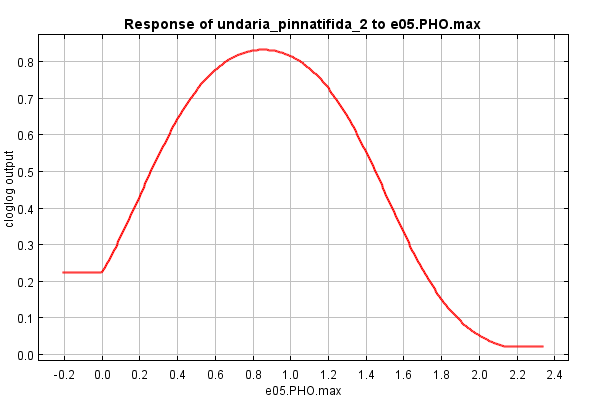 Response of undaria_pinnatifida_2 to e05.PHO.max
cloglog output
0.8
0.7
0.6
0.5
0.4
0.3
0.2
0.1
0.0
-0.2 0.0 0.2 0.4 0.6 0.8 1.0 1.2 1.4 1.6 1.8 2.0 2.2 2.4
e05.PHO.max